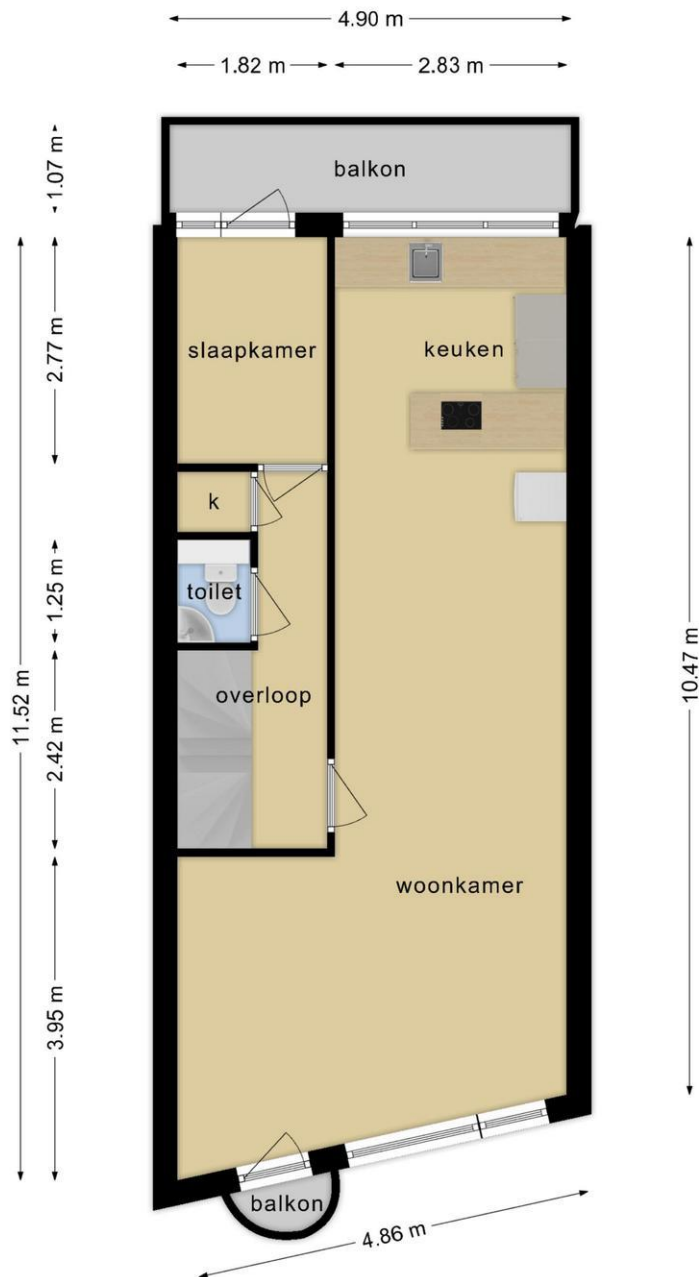 4.90 m
1.82 m
2.83 m
1.07 m
balkon
2.77 m
slaapkamer
keuken
k
1.25 m
toilet
11.52 m
10.47 m
overloop
2.42 m
woonkamer
3.95 m
balkon
4.86 m